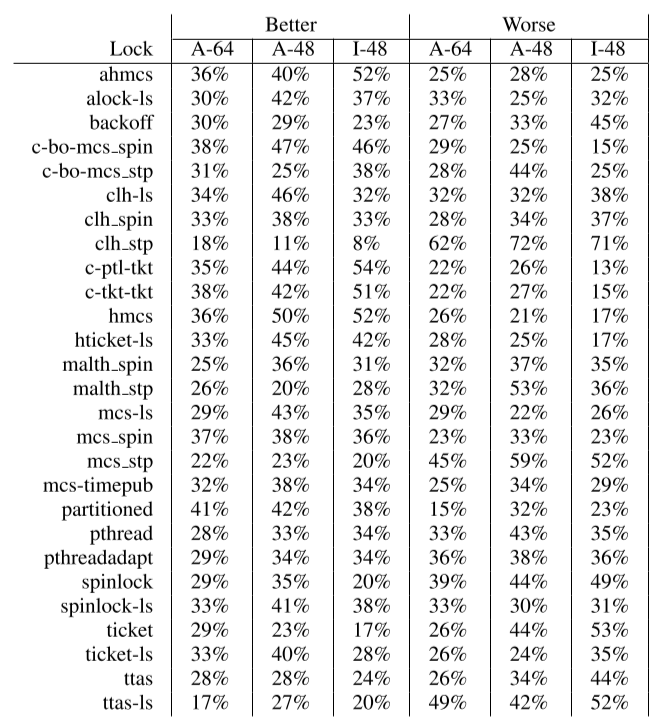 Better Worse
Lock A-64 A-48 I-48 A-64 A-48 I-48
ahmcs 36% 40% 52% 25% 28% 25%
alock-ls 30% 42% 37% 33% 25% 32%
backoff 30% 29% 23% 27% 33% 45%
c-bo-mcs_spin 38% 47% 46% 29% 25% 15%
c-bo-mcs_stp 31% 25% 38% 28% 44% 25%
clh-ls 34% 46% 32% 32% 32% 38%
clh_spin 33% 38% 33% 28% 34% 37%
clh_stp 18% 11% 8% 62% 72% 71%
c-ptl-tkt 35% 44% 54% 22% 26% 13%
c-tkt-tkt 38% 42% 51% 22% 27% 15%
hmcs 36% 50% 52% 26% 21% 17%
hticket-ls 33% 45% 42% 28% 25% 17%
malth_spin 25% 36% 31% 32% 37% 35%
malth_stp 26% 20% 28% 32% 53% 36%
mcs-ls 29% 43% 35% 29% 22% 26%
mcs_spin 37% 38% 36% 23% 33% 23%
mcs_stp 22% 23% 20% 45% 59% 52%
mcs-timepub 32% 38% 34% 25% 34% 29%
partitioned 41% 42% 38% 15% 32% 23%
pthread 28% 33% 34% 33% 43% 35%
pthreadadapt 29% 34% 34% 36% 38% 36%
spinlock 29% 35% 20% 39% 44% 49%
spinlock-ls 33% 41% 38% 33% 30% 31%
ticket 29% 23% 17% 26% 44% 53%
ticket-ls 33% 40% 28% 26% 24% 35%
ttas 28% 28% 24% 26% 34% 44%
ttas-ls 17% 27% 20% 49% 42% 52%